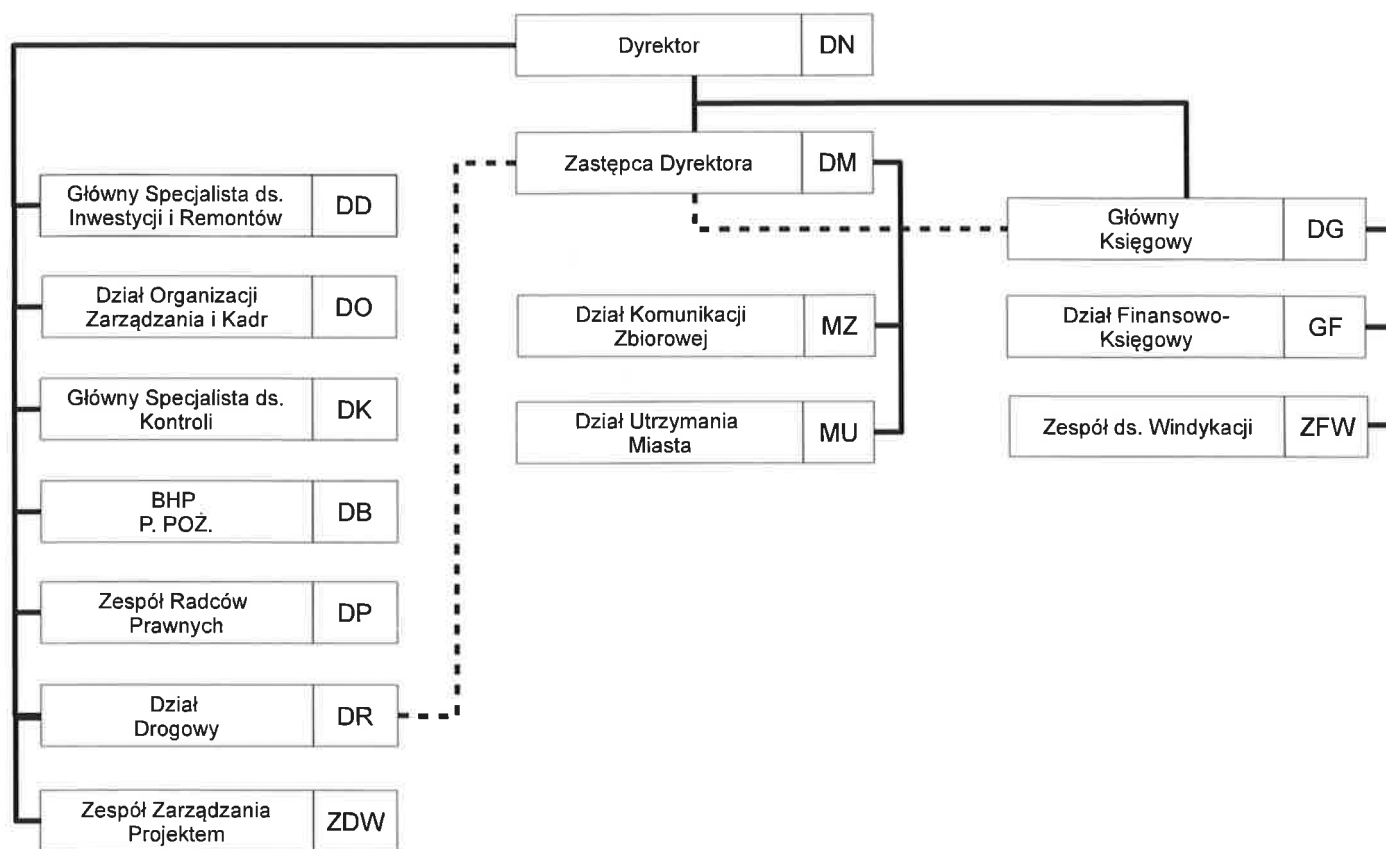 Dyrektor
DN
Zastępca Dyrektora
DM
Główny Specjalista ds.
Inwestycji i Remontów
DD
Główny
Księgowy
DG
Dział Organizacji
Zarządzania i Kadr
DO
Dział Komunikacji
Zbiorowej
MZ
Dział Finansowo-
Księgowy
GF
Główny Specjalista ds.
Kontroli
DK
Dział Utrzymania
Miasta
MU
Zespół ds. Windykacji
ZFW
BHP
P. POŻ.
DB
Zespół Radców
Prawnych
DP
Dział
Drogowy
DR
Zespół Zarządzania
Projektem
ZDW